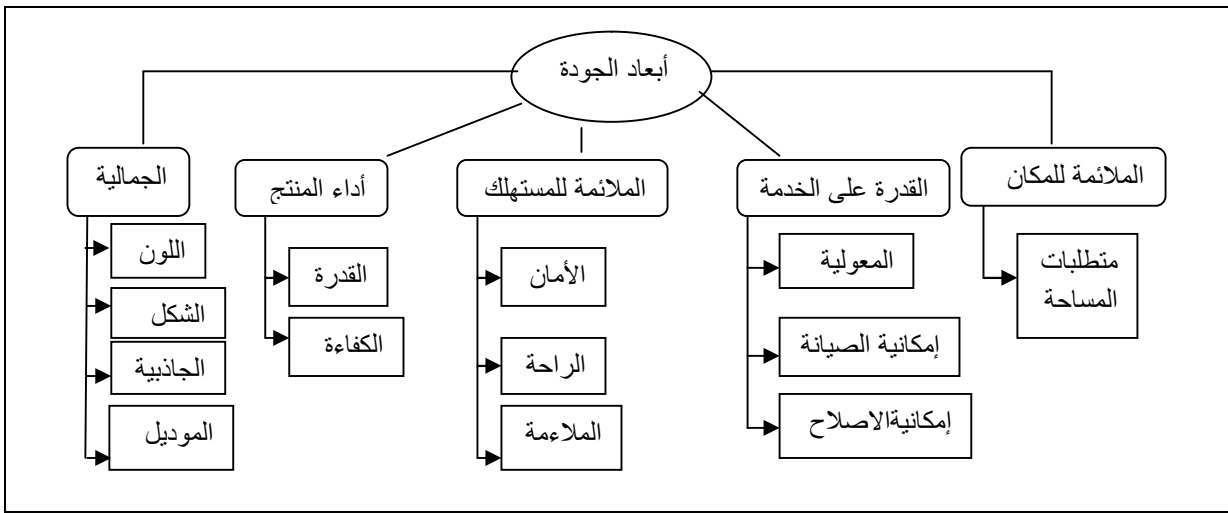 أبعاد الجودة
الملائمة للمكان
متطلبات
المساحة
القدرة على الخدمة
المعولية
إمكانية الصيانة
إمكانيةالاصلاح
الملائمة للمستهلك
الأمان
الراحة
الملاءمة
أداء المنتج
القدرة
الكفاءة
الجمالية
اللون
الشكل
الجاذبية
الموديل